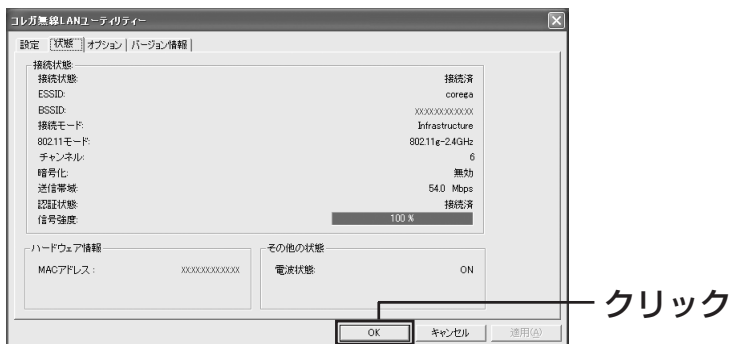 コレガ無線LANユーティリティー
設定 状態 オプション バージョン情報
接続状態:
接続状態: 接続済
ESSID: corega
BSSID: XXXXXXXXXXXX
接続モード: Infrastructure
802.11モード: 802.11g-2.4GHz
チャンネル: 6
暗号化: 無効
送信帯域: 54.0 Mbps
認証状態: 接続済
信号強度: 100 %
ハードウェア情報
MACアドレス: XXXXXXXXXXXX
その他の状態
電波状態: ON
クリック
OK キャンセル 適用(A)